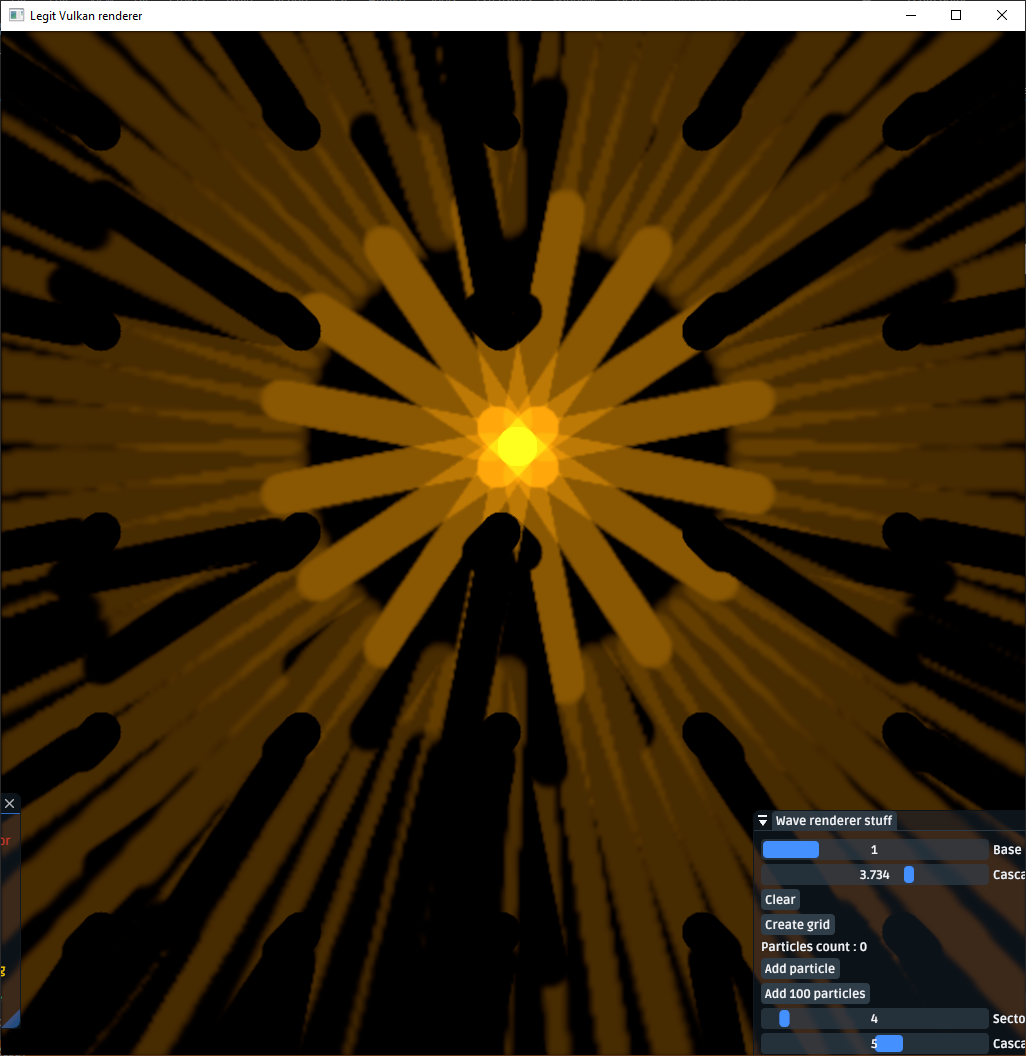 Legit Vulkan renderer
or
Wave renderer stuff
1 Base
3.734 Casca
Clear
Create grid
Particles count : 0
Add particle
Add 100 particles
g
4 Secto
5 Casca